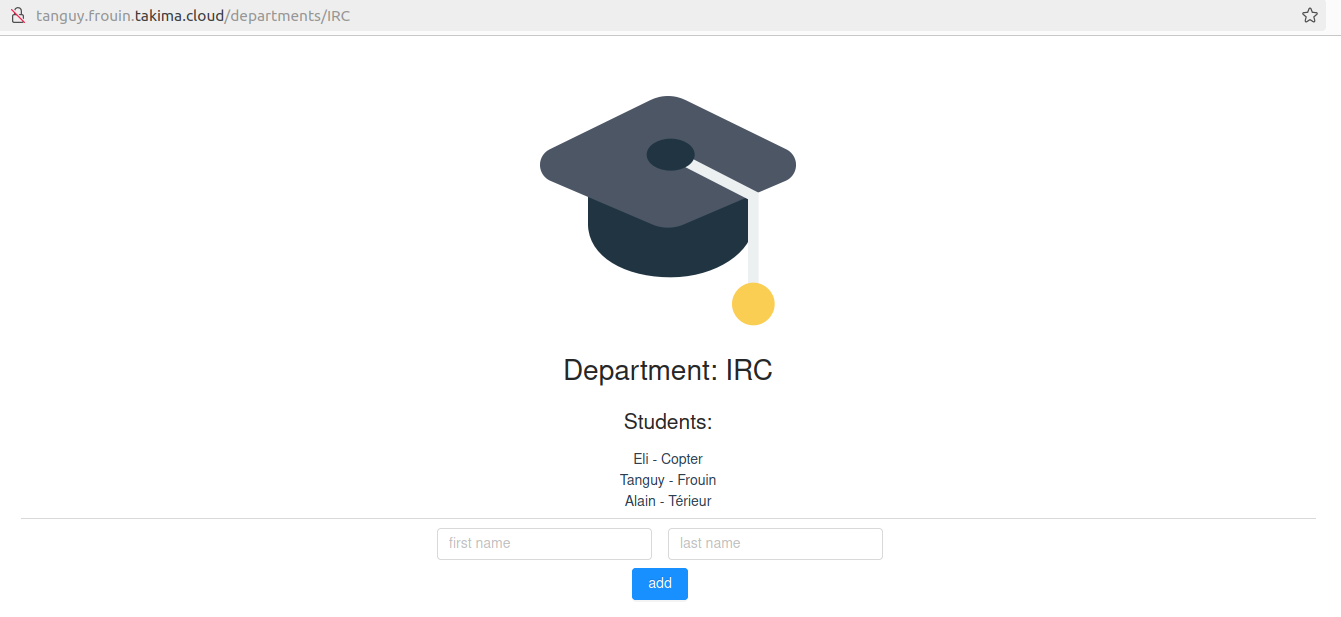 tanguy.frouin.takima.cloud/departments/IRC
Department: IRC
Students:
Eli - Copter
Tanguy - Frouin
Alain - Térieur
first name last name
add